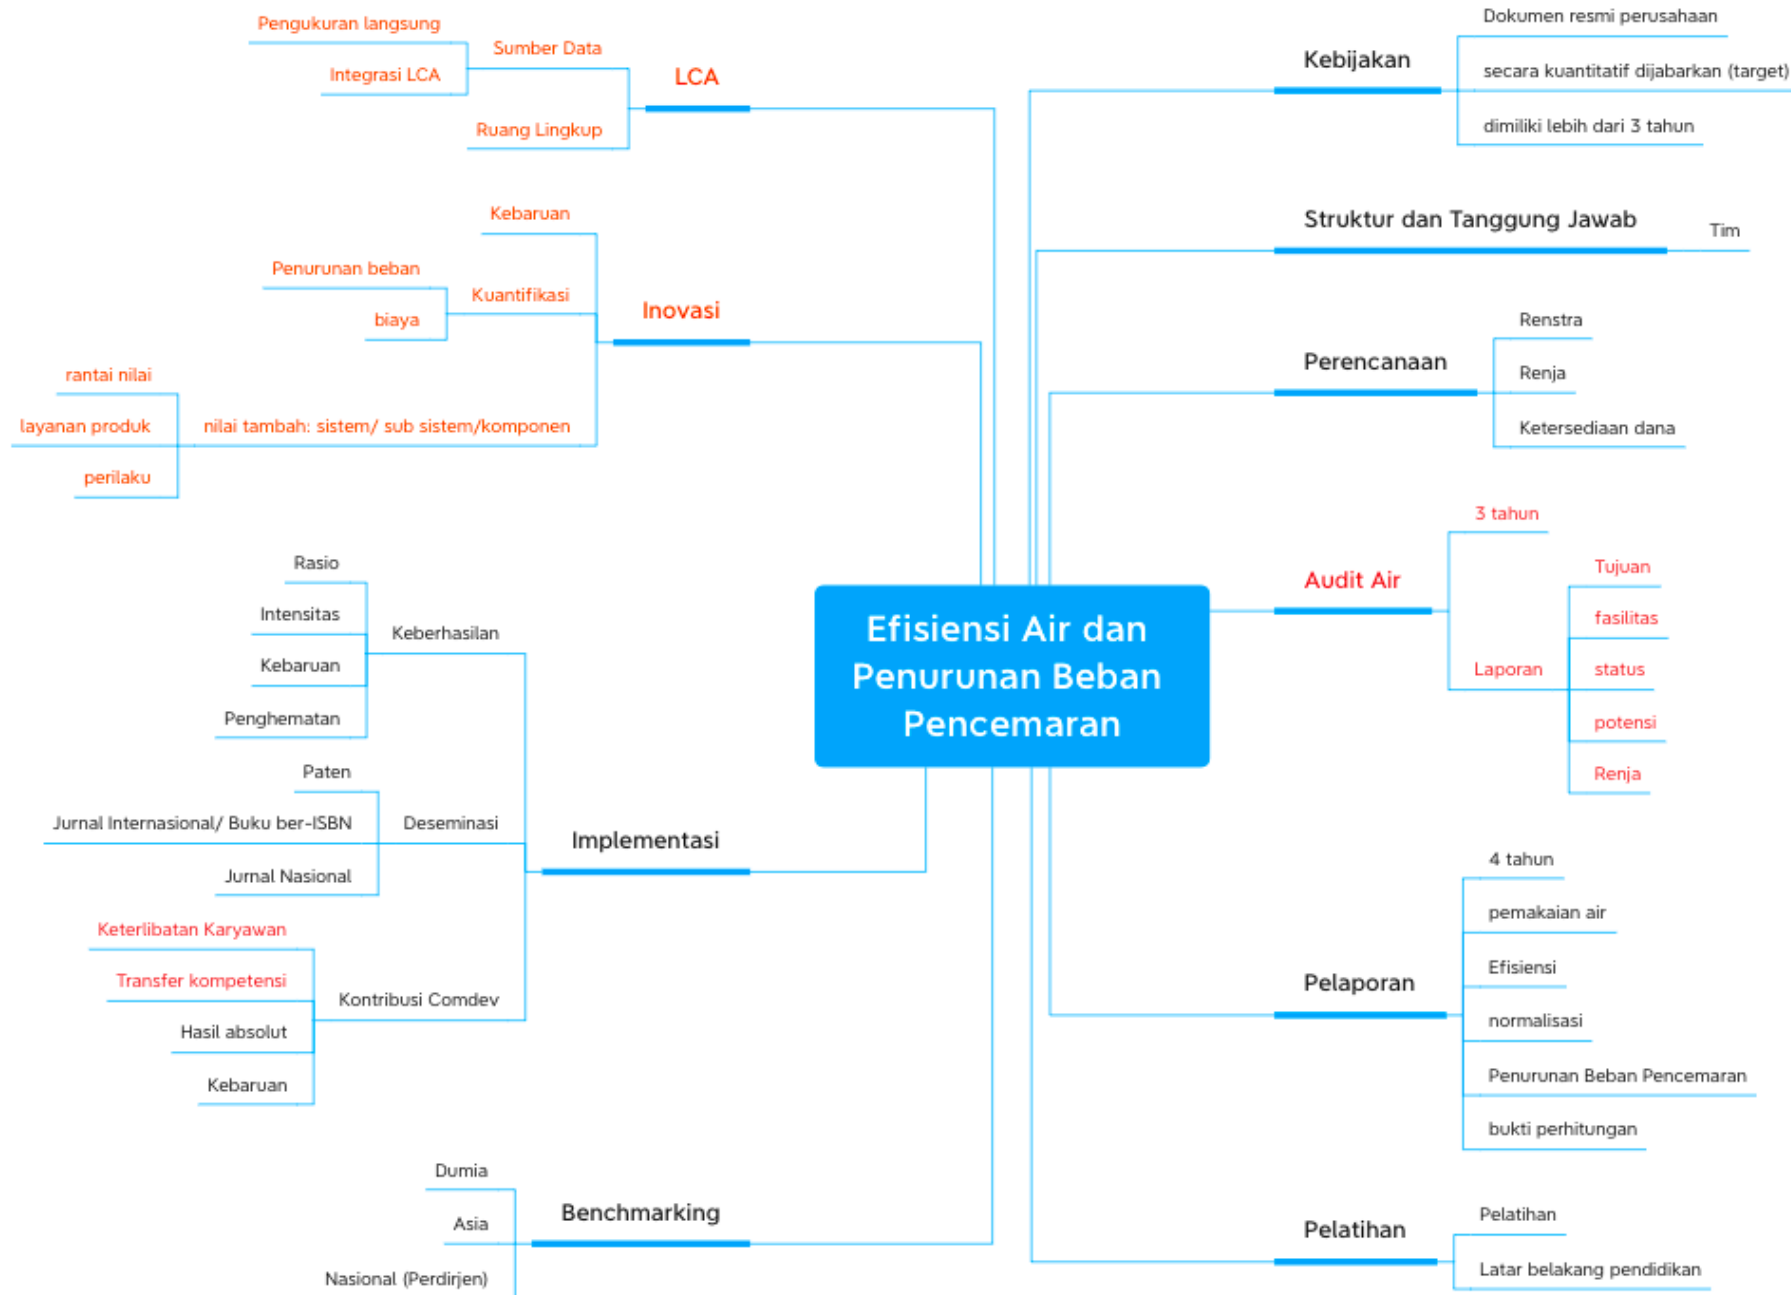 Efisiensi Air dan
Penurunan Beban
Pencemaran
Kebijakan
Dokumen resmi perusahaan
secara kuantitatif dijabarkan (target)
dimiliki lebih dari 3 tahun
Struktur dan Tanggung Jawab
Tim
Perencanaan
Renstra
Renja
Ketersediaan dana
Audit Air
3 tahun
Laporan
Tujuan
fasilitas
status
potensi
Renja
Pelaporan
4 tahun
pemakaian air
Efisiensi
normalisasi
Penurunan Beban Pencemaran
bukti perhitungan
Pelatihan
Pelatihan
Latar belakang pendidikan
LCA
Sumber Data
Pengukuran langsung
Integrasi LCA
Ruang Lingkup
Inovasi
Kebaruan
Kuantifikasi
Penurunan beban
biaya
nilai tambah: sistem/ sub sistem/komponen
rantai nilai
layanan produk
perilaku
Implementasi
Keberhasilan
Rasio
Intensitas
Kebaruan
Penghematan
Deseminasi
Paten
Jurnal Internasional/ Buku ber-ISBN
Jurnal Nasional
Kontribusi Comdev
Keterlibatan Karyawan
Transfer kompetensi
Hasil absolut
Kebaruan
Benchmarking
Dumia
Asia
Nasional (Perdirjen)